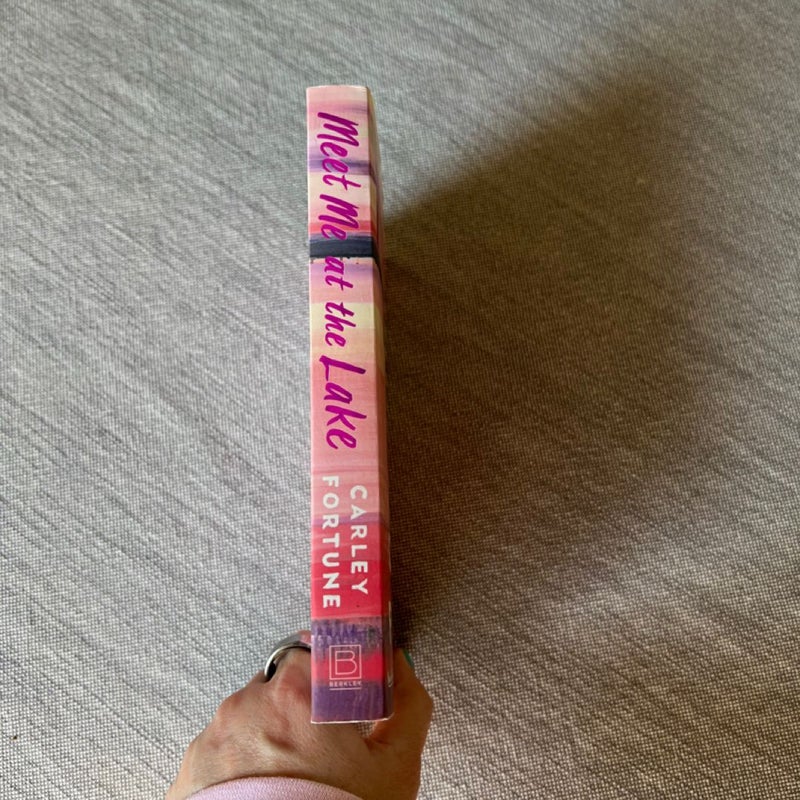 Meet Me at the Lake
CARLEY
FORTUNE
B
BERKLEY